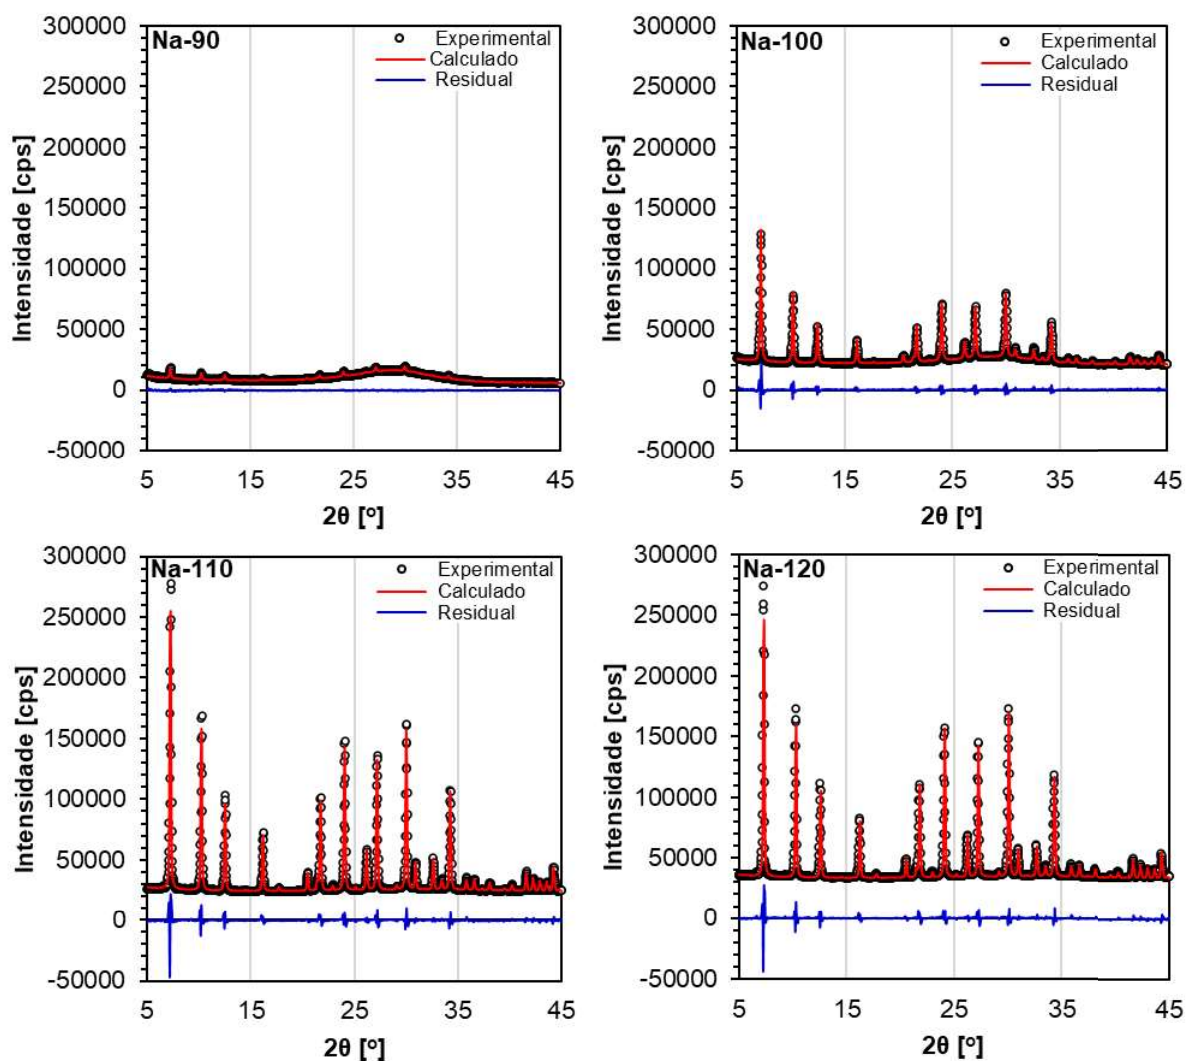 Na-90
Experimental
Calculado
Residual
300000
250000
200000
150000
100000
50000
0
-50000
Intensidade [cps]
5 15 25 35 45
2θ [°]
Na-100
Experimental
Calculado
Residual
300000
250000
200000
150000
100000
50000
0
-50000
Intensidade [cps]
5 15 25 35 45
2θ [°]
Na-110
Experimental
Calculado
Residual
300000
250000
200000
150000
100000
50000
0
-50000
Intensidade [cps]
5 15 25 35 45
2θ [°]
Na-120
Experimental
Calculado
Residual
300000
250000
200000
150000
100000
50000
0
-50000
Intensidade [cps]
5 15 25 35 45
2θ [°]